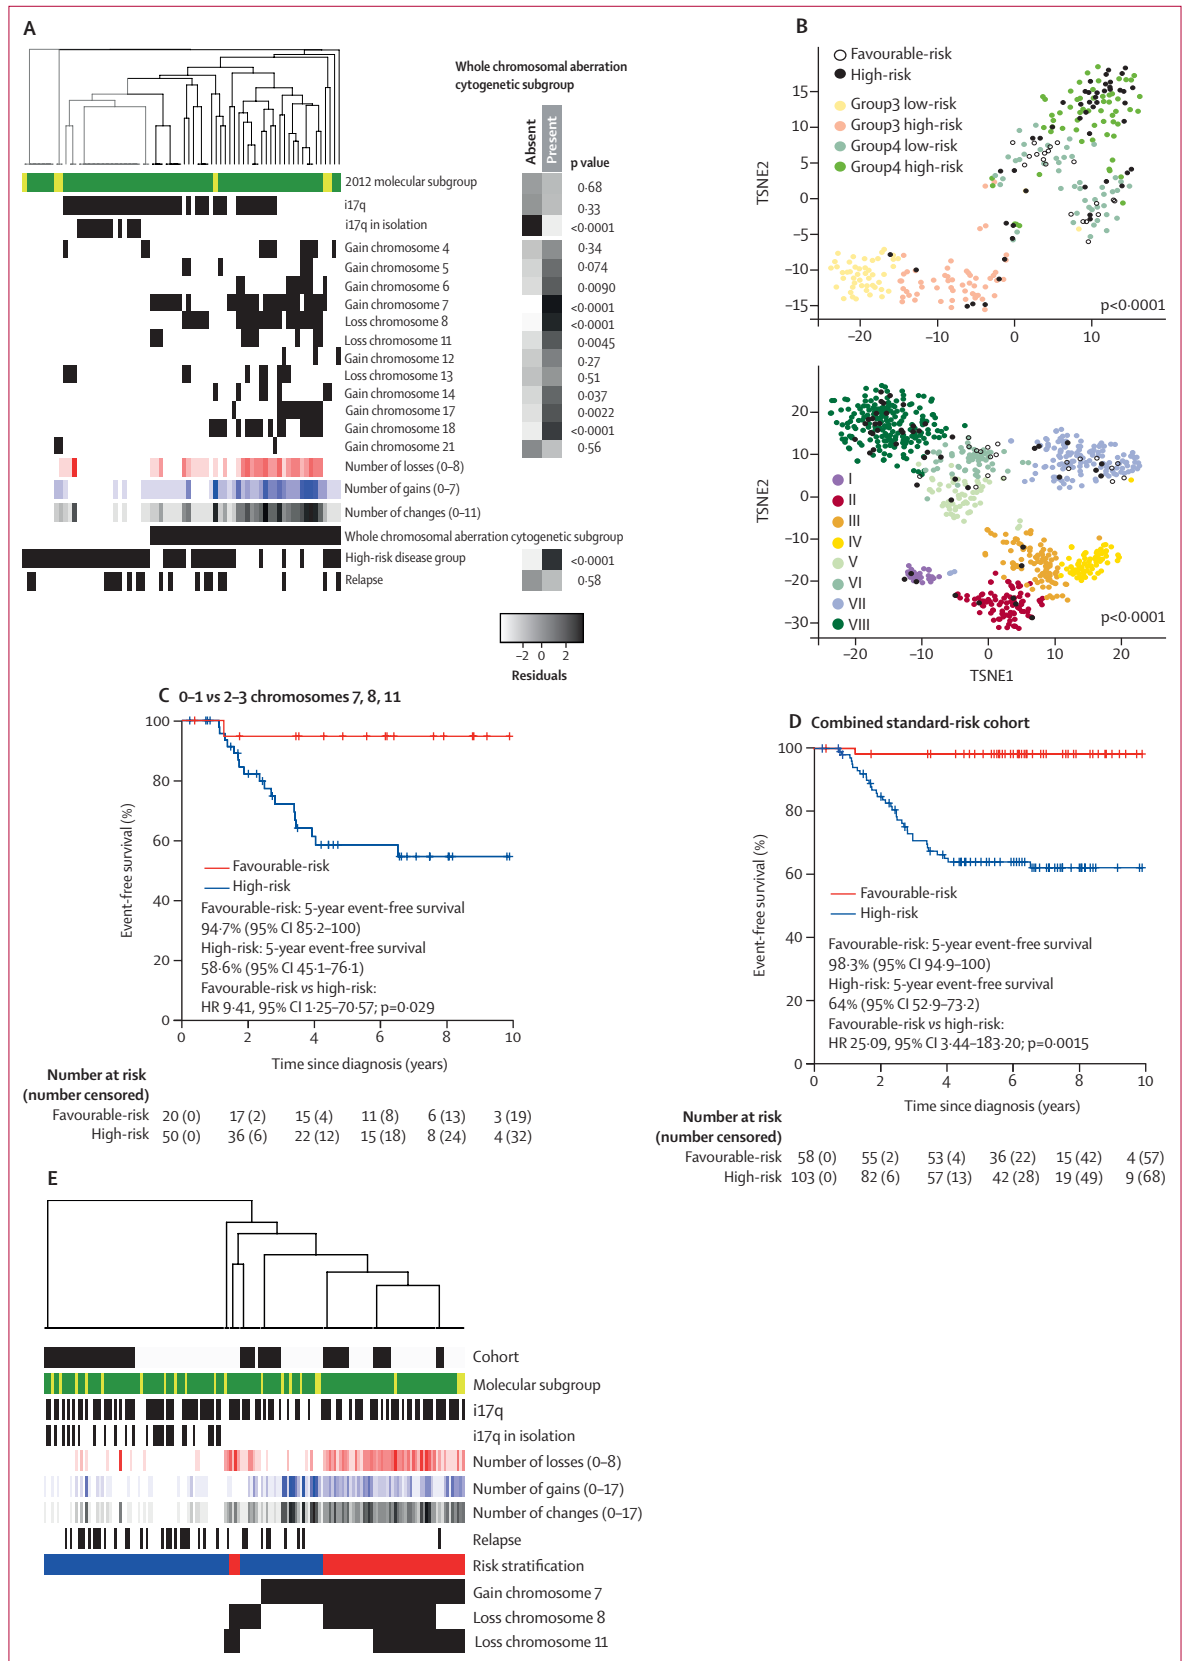 A
Whole chromosomal aberration
cytogenetic subgroup
Absent
Present
p value
2012 molecular subgroup
0·68
i17q
0·33
i17q in isolation
<0·0001
Gain chromosome 4
0·34
Gain chromosome 5
0·074
Gain chromosome 6
0·0090
Gain chromosome 7
<0·0001
Loss chromosome 8
<0·0001
Loss chromosome 11
0·0045
Gain chromosome 12
0·27
Loss chromosome 13
0·51
Gain chromosome 14
0·037
Gain chromosome 17
0·0022
Gain chromosome 18
<0·0001
Gain chromosome 21
0·56
Number of losses (0–8)
Number of gains (0–7)
Number of changes (0–11)
Whole chromosomal aberration cytogenetic subgroup
High-risk disease group
<0·0001
Relapse
0·58
–2 0 2
Residuals
B
Favourable-risk
High-risk
Group3 low-risk
Group3 high-risk
Group4 low-risk
Group4 high-risk
TSNE2
15
10
5
0
–5
–10
–15
p<0·0001
–20 –10 0 10
TSNE2
20
10
0
–10
–20
–30
I
II
III
IV
V
VI
VII
VIII
p<0·0001
–20 –10 0 10 20
TSNE1
C 0–1 vs 2–3 chromosomes 7, 8, 11
Event-free survival (%)
100
80
60
40
20
0
Favourable-risk
High-risk
Favourable-risk: 5-year event-free survival
94·7% (95% CI 85·2–100)
High-risk: 5-year event-free survival
58·6% (95% CI 45·1–76·1)
Favourable-risk vs high-risk:
HR 9·41, 95% CI 1·25–70·57; p=0·029
0 2 4 6 8 10
Time since diagnosis (years)
Number at risk
(number censored)
Favourable-risk 20 (0) 17 (2) 15 (4) 11 (8) 6 (13) 3 (19)
High-risk 50 (0) 36 (6) 22 (12) 15 (18) 8 (24) 4 (32)
D Combined standard-risk cohort
Event-free survival (%)
100
80
60
40
20
0
Favourable-risk
High-risk
Favourable-risk: 5-year event-free survival
98·3% (95% CI 94·9–100)
High-risk: 5-year event-free survival
64% (95% CI 52·9–73·2)
Favourable-risk vs high-risk:
HR 25·09, 95% CI 3·44–183·20; p=0·0015
0 2 4 6 8 10
Time since diagnosis (years)
Number at risk
(number censored)
Favourable-risk 58 (0) 55 (2) 53 (4) 36 (22) 15 (42) 4 (57)
High-risk 103 (0) 82 (6) 57 (13) 42 (28) 19 (49) 9 (68)
E
Cohort
Molecular subgroup
i17q
i17q in isolation
Number of losses (0–8)
Number of gains (0–17)
Number of changes (0–17)
Relapse
Risk stratification
Gain chromosome 7
Loss chromosome 8
Loss chromosome 11